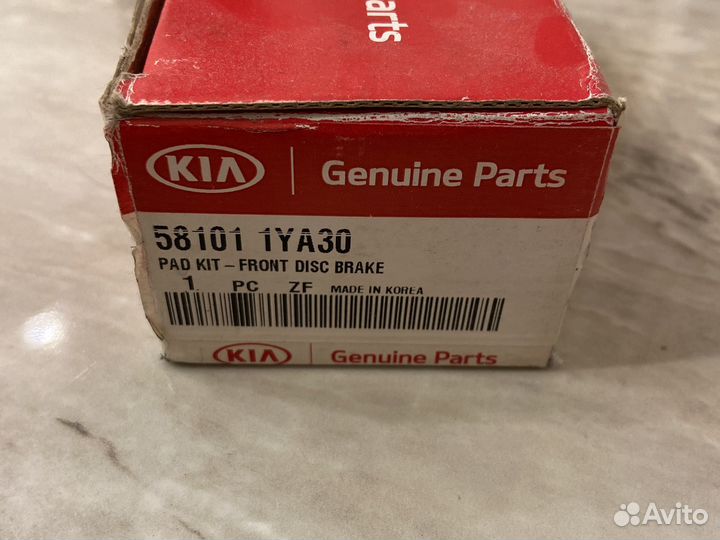 arts
KIA Genuine Parts
58101 1YA30
PAD KIT – FRONT DISC BRAKE
1 PC ZF MADE IN KOREA
KIA Genuine Parts
Avito